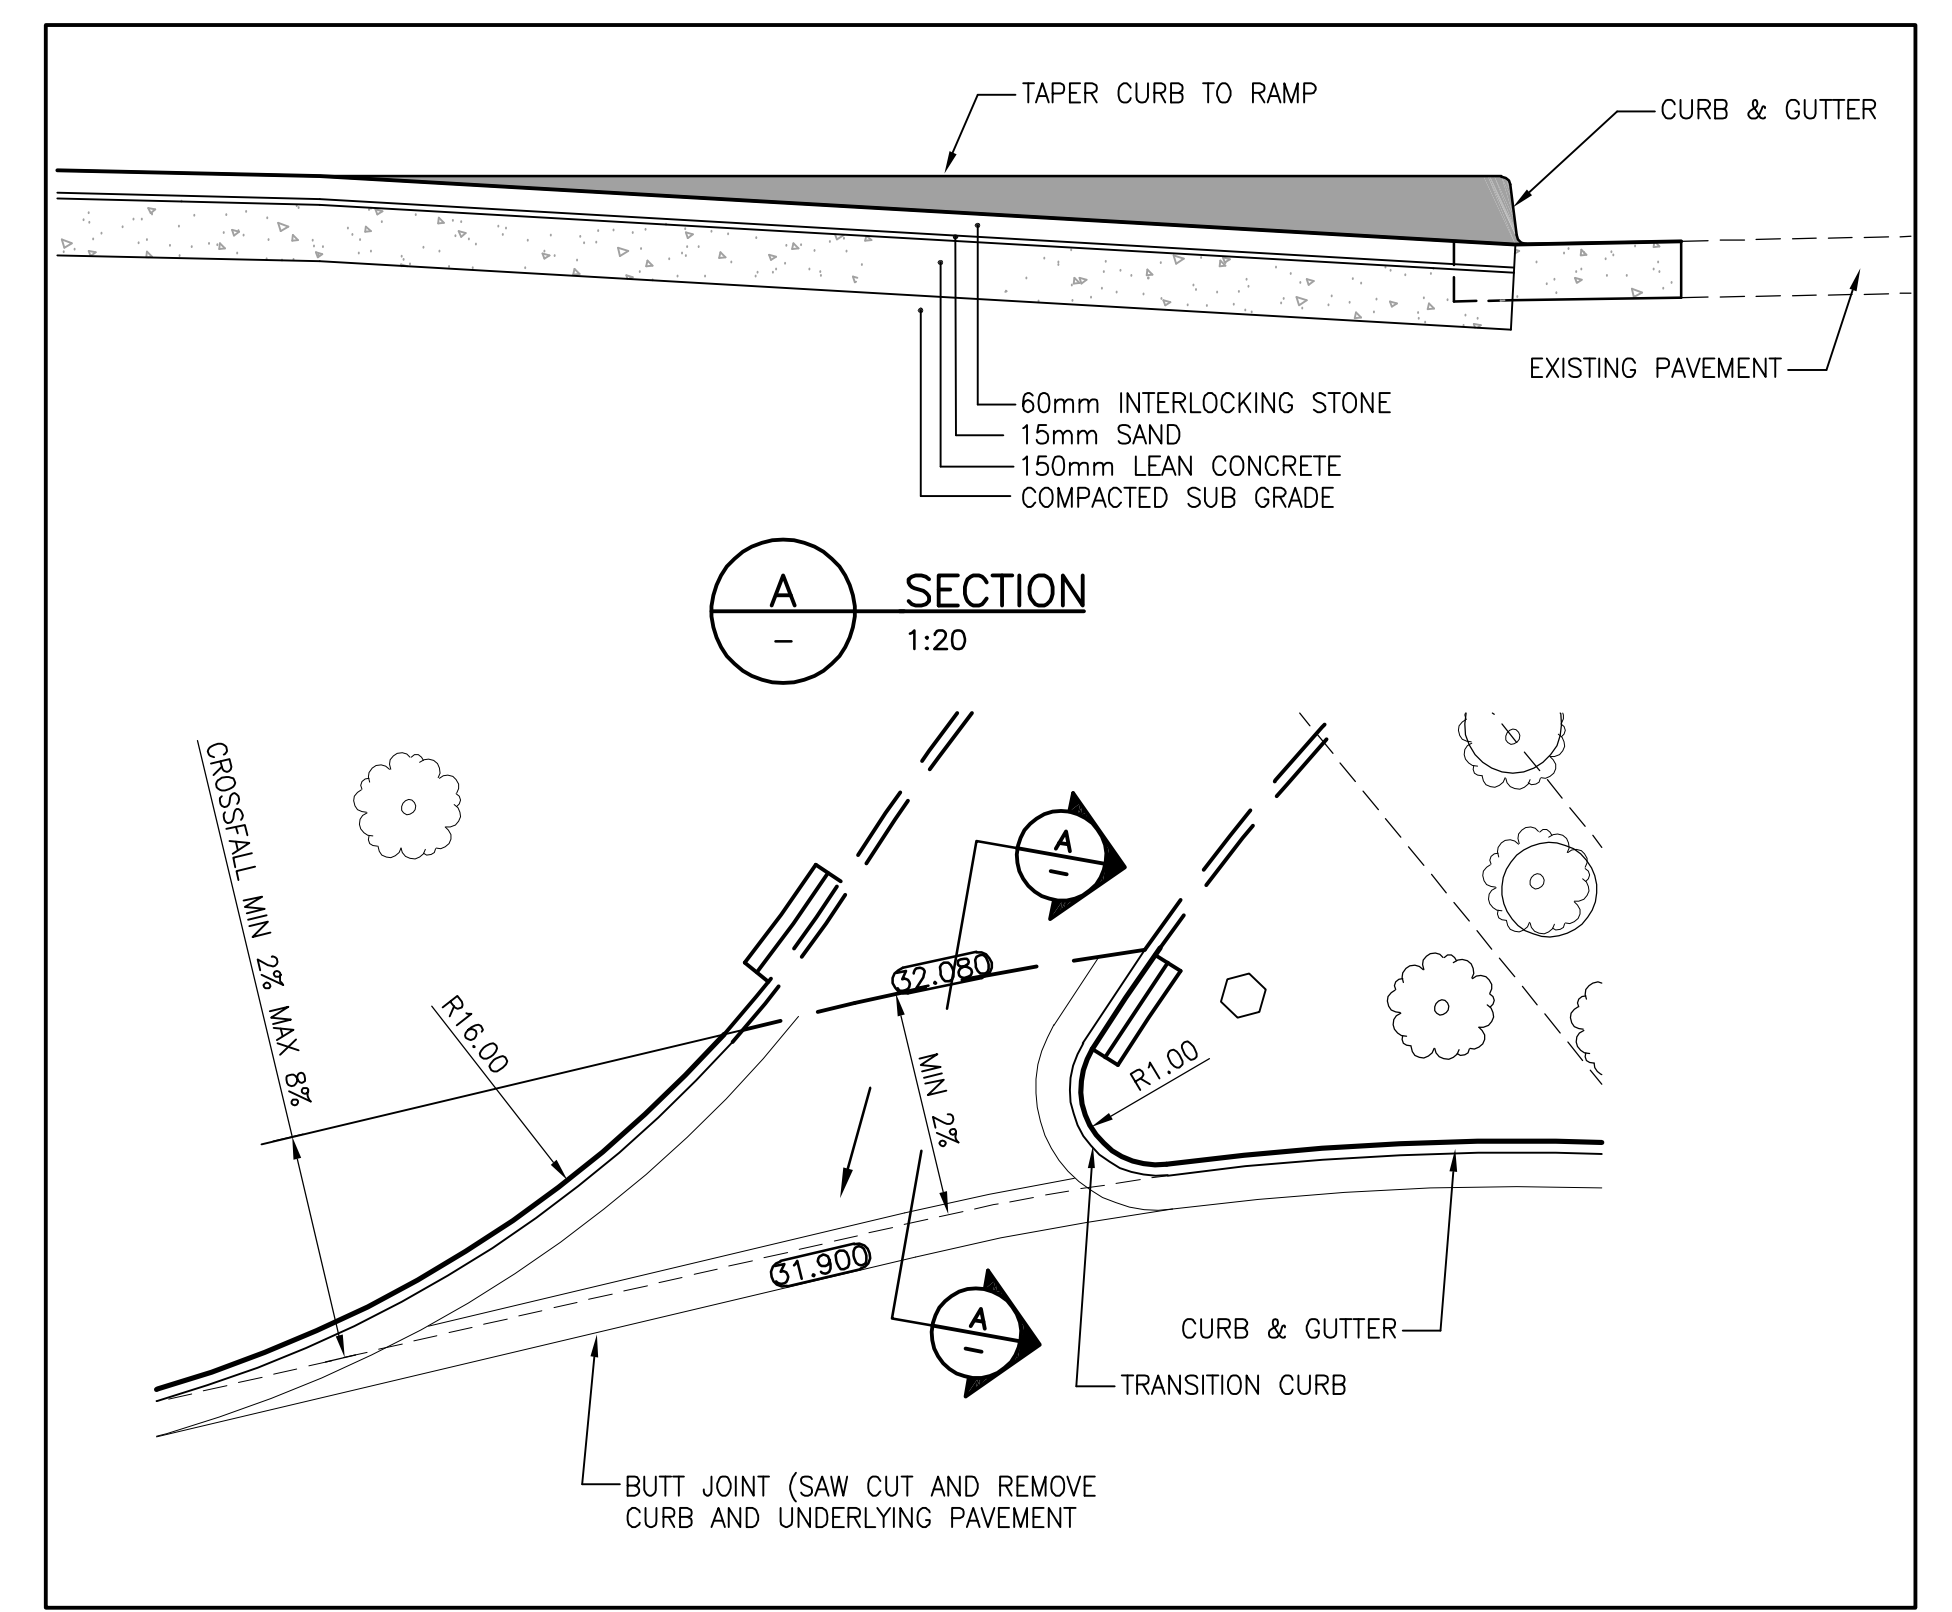 TAPER CURB TO RAMP
CURB & GUTTER
EXISTING PAVEMENT
60mm INTERLOCKING STONE
15mm SAND
150mm LEAN CONCRETE
COMPACTED SUB GRADE
A
–
SECTION
1:20
CROSSFALL MIN 2% MAX 8%
R16.00
A
–
32.080
MIN 2%
R1.00
31.900
A
–
CURB & GUTTER
TRANSITION CURB
BUTT JOINT (SAW CUT AND REMOVE
CURB AND UNDERLYING PAVEMENT